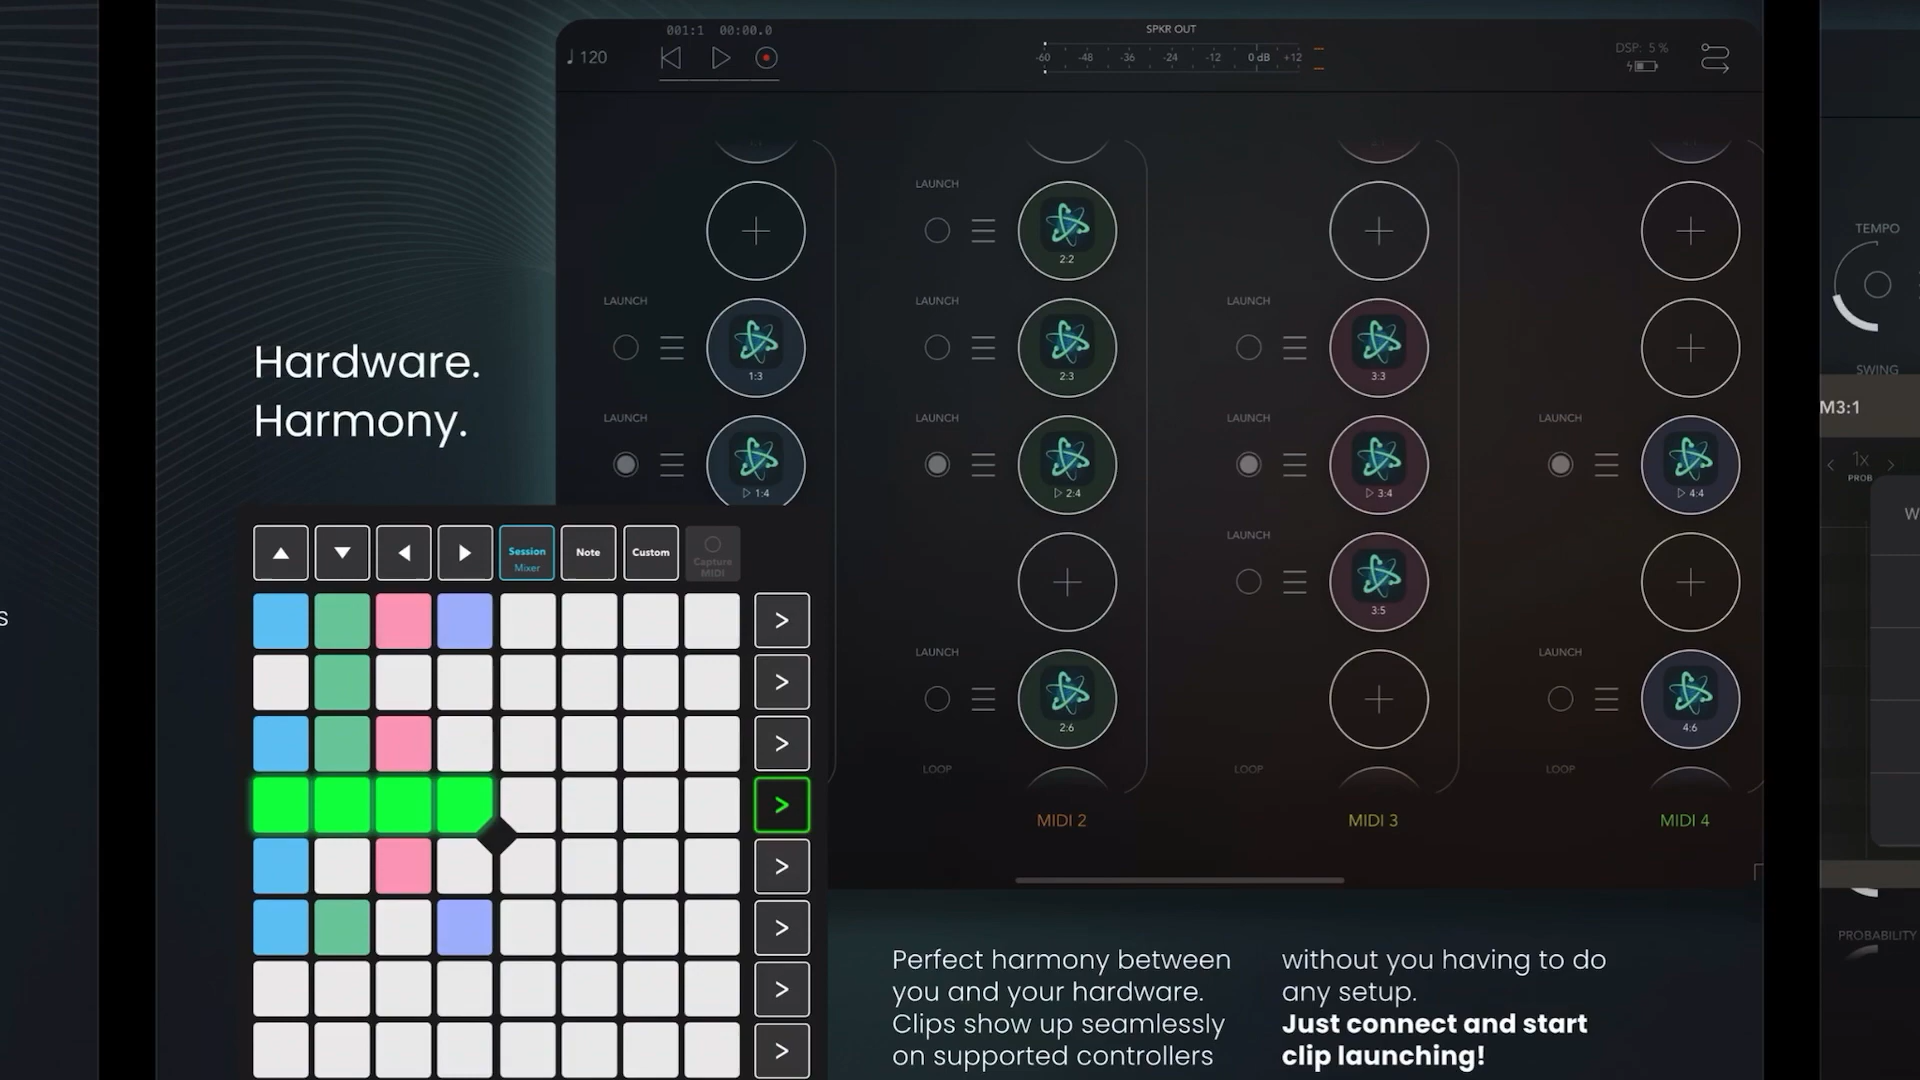 001:1 00:00.0
120
SPKR OUT
-60 -48 -36 -24 -12 0 dB +12
DSP: 5 %
LAUNCH
2:2
LAUNCH
1:3
LAUNCH
2:3
LAUNCH
3:3
LAUNCH
1:4
LAUNCH
2:4
LAUNCH
3:4
LAUNCH
4:4
LAUNCH
3:5
LAUNCH
2:6
LAUNCH
4:6
LOOP
LOOP
LOOP
MIDI 2
MIDI 3
MIDI 4
Hardware.
Harmony.
Session
Mixer
Note
Custom
Capture
MIDI
>
>
>
>
>
>
>
>
Perfect harmony between
you and your hardware.
Clips show up seamlessly
on supported controllers
without you having to do
any setup.
Just connect and start
clip launching!
s
TEMPO
SWING
M3:1
1x
PROB
W
PROBABILITY